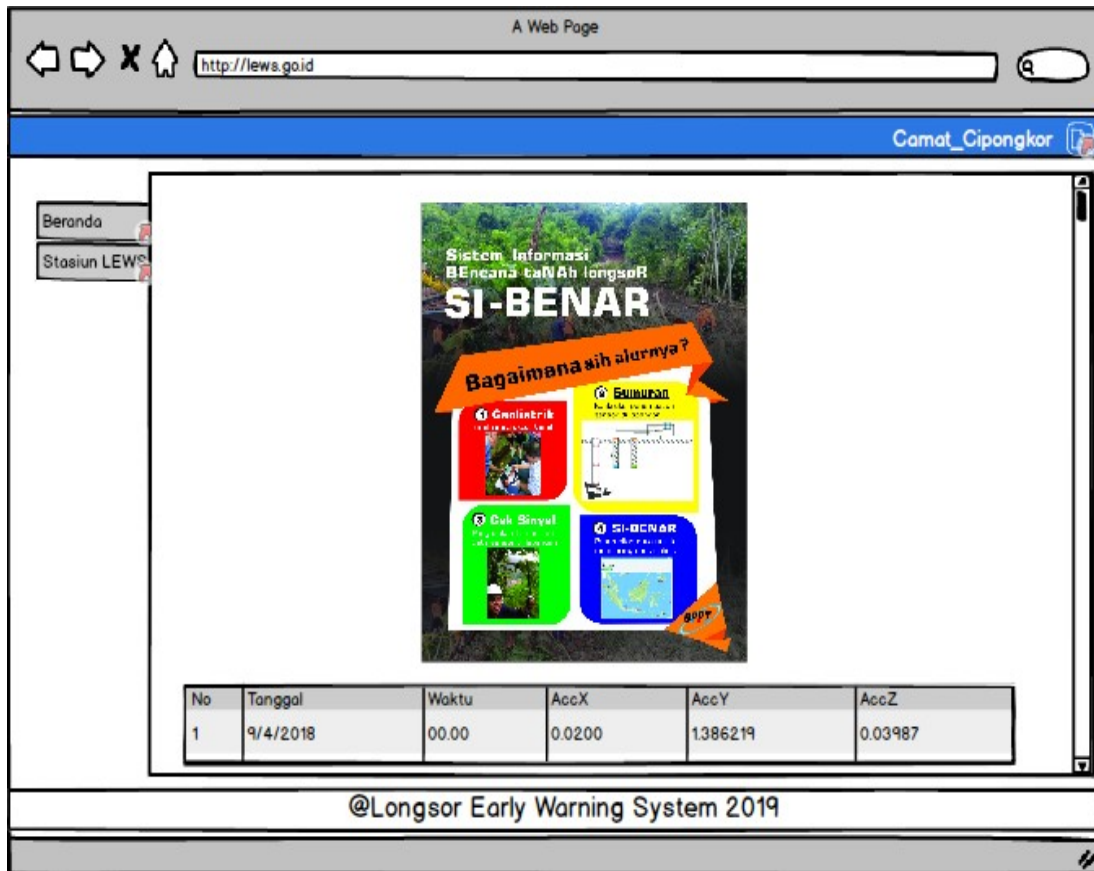 A Web Page
http://lews.go.id
Camat_Cipongkor
Beranda
Stasiun LEWS
Sistem Informasi
BEncana taNAh longsoR
SI-BENAR
Bagaimana sih alurnya?
1 Geolistrik
2 Sumuran
3 Cek Sinyal
4 SI-BENAR
BPPT
No Tanggal Waktu AccX AccY AccZ
1 9/4/2018 00.00 0.0200 1.386219 0.03987
@Longsor Early Warning System 2019